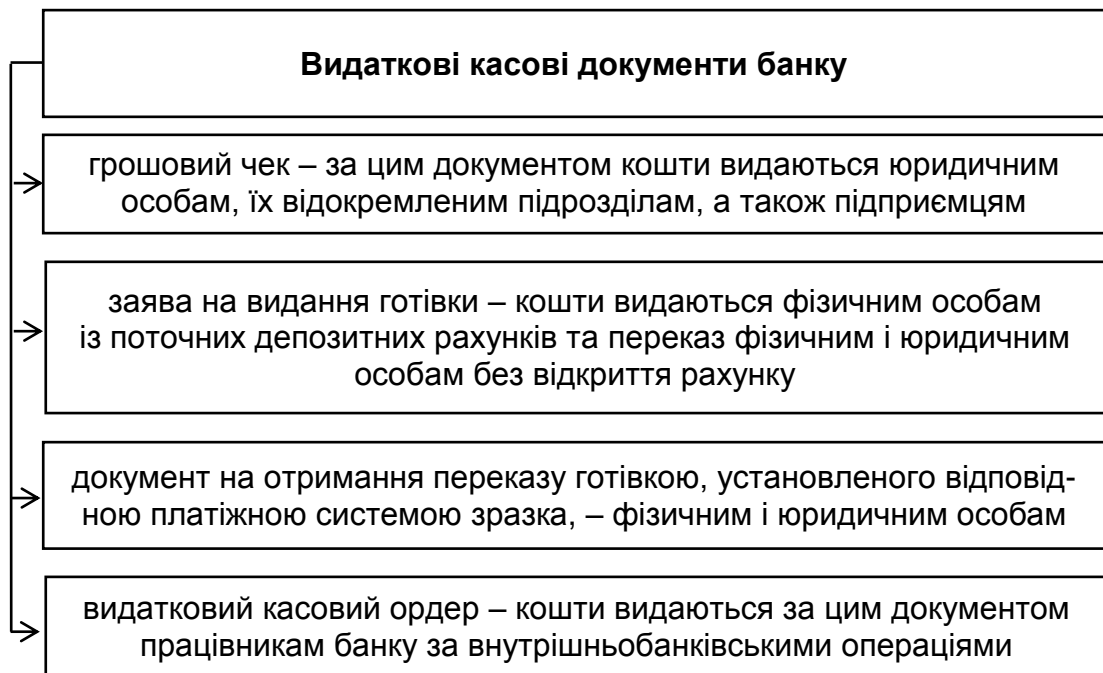 Видаткові касові документи банку
грошовий чек – за цим документом кошти видаються юридичним
особам, їх відокремленим підрозділам, а також підприємцям
заява на видання готівки – кошти видаються фізичним особам
із поточних депозитних рахунків та переказ фізичним і юридичним
особам без відкриття рахунку
документ на отримання переказу готівкою, установленого відповід-
ною платіжною системою зразка, – фізичним і юридичним особам
видатковий касовий ордер – кошти видаються за цим документом
працівникам банку за внутрішньобанківськими операціями